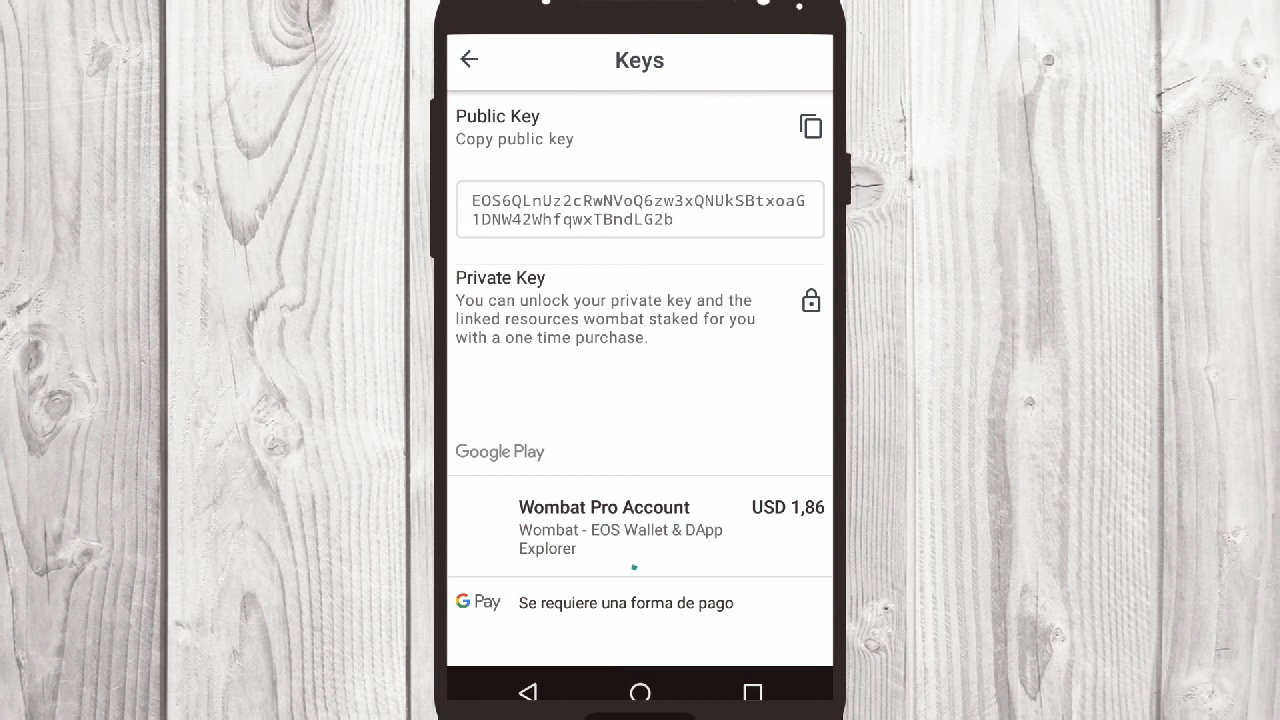 Keys
Public Key
Copy public key
EOS6QLnUz2cRwNVoQ6zw3xQNUkSBtxoaG
1DNW42WhfqwxTBndLG2b
Private Key
You can unlock your private key and the
linked resources wombat staked for you
with a one time purchase.
Google Play
Wombat Pro Account USD 1,86
Wombat - EOS Wallet & DApp
Explorer
G Pay Se requiere una forma de pago